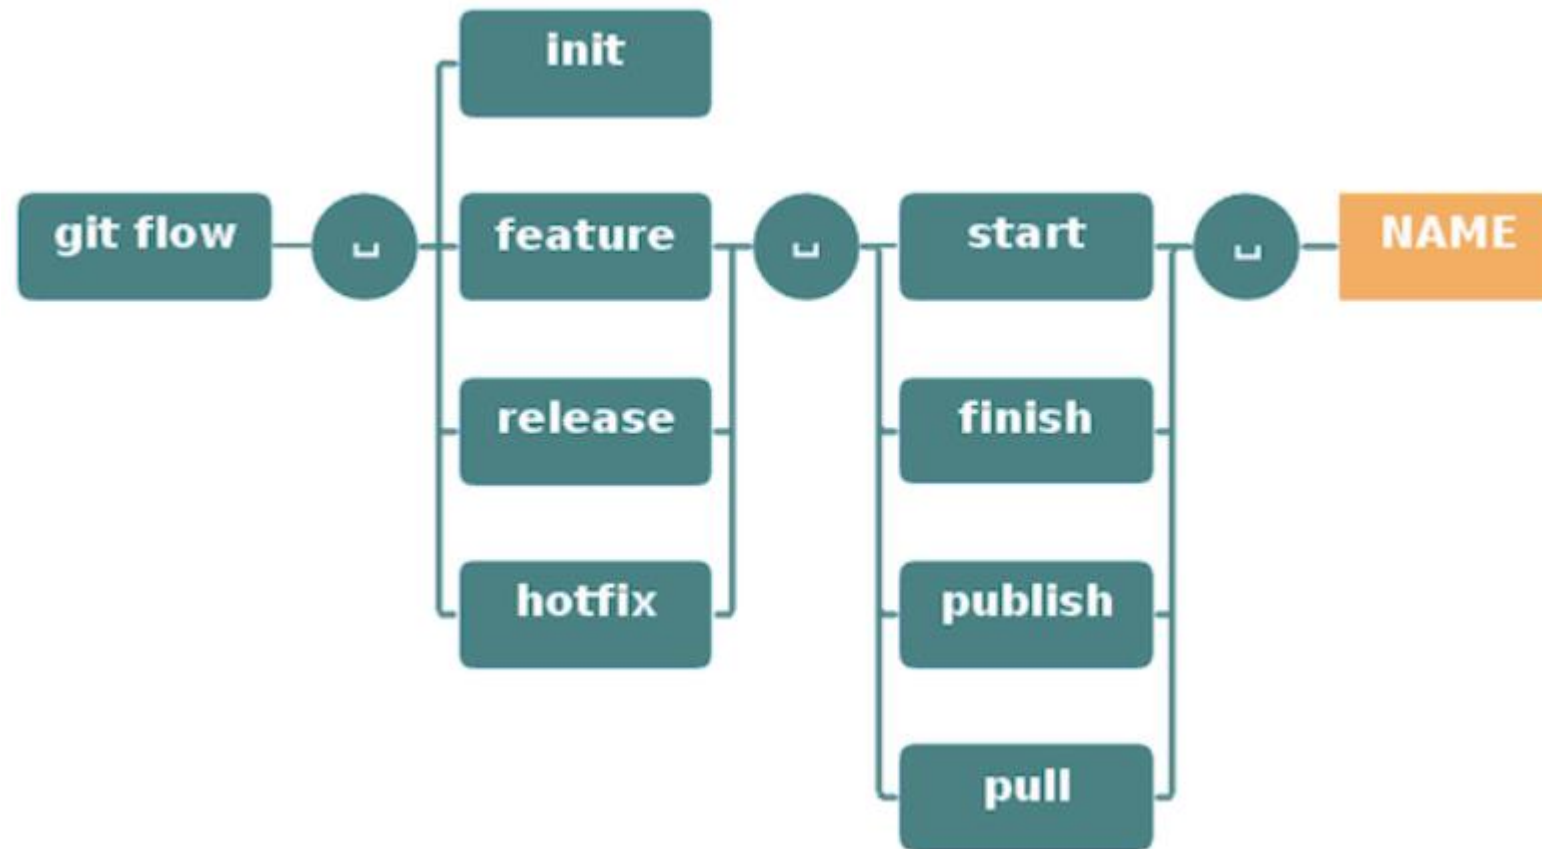 git flow
␣
init
feature
release
hotfix
␣
start
finish
publish
pull
␣
NAME